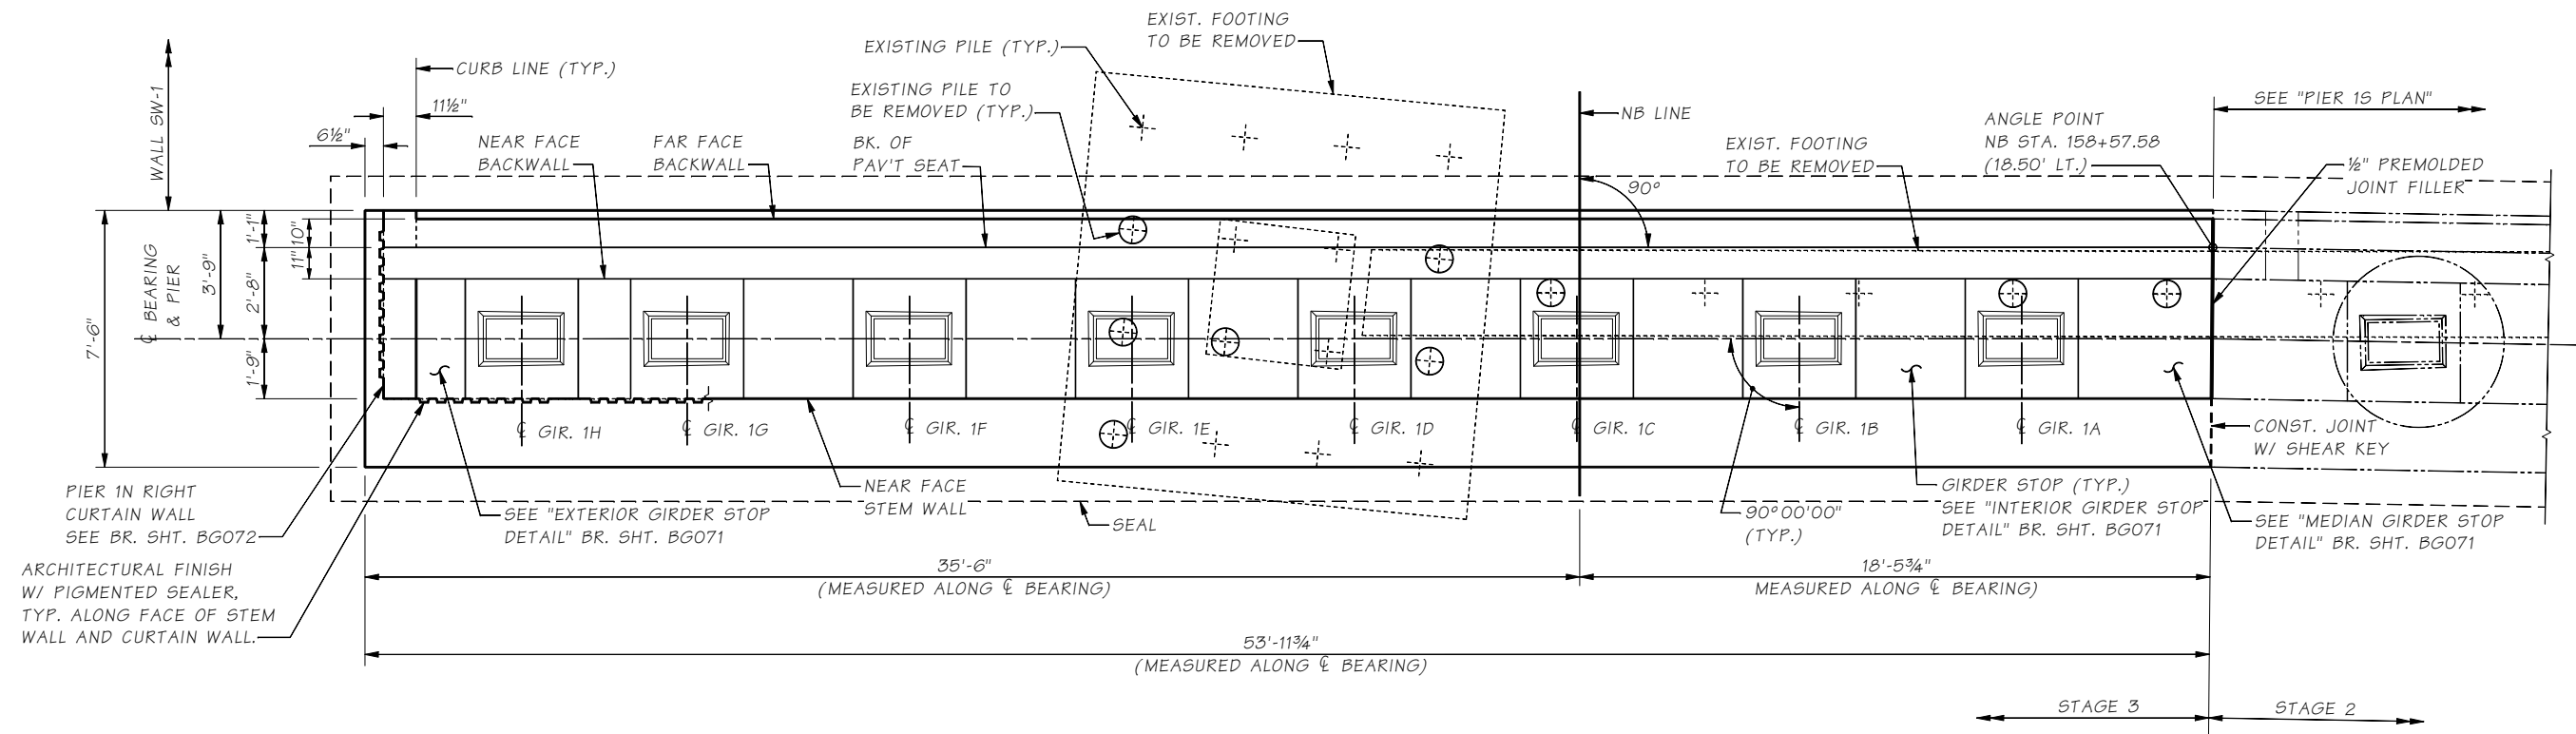 EXIST. FOOTING
TO BE REMOVED
EXISTING PILE (TYP.)
CURB LINE (TYP.)
EXISTING PILE TO
BE REMOVED (TYP.)
WALL SW-1
11½"
6½"
NEAR FACE
BACKWALL
FAR FACE
BACKWALL
BK. OF
PAV'T SEAT
NB LINE
EXIST. FOOTING
TO BE REMOVED
ANGLE POINT
NB STA. 158+57.58
(18.50' LT.)
SEE "PIER 1S PLAN"
½" PREMOLDED
JOINT FILLER
90°
7'-6"
℄ BEARING
& PIER
3'-9"
1'-1"
2'-8"
1'-9"
10"
11"
℄ GIR. 1H
℄ GIR. 1G
℄ GIR. 1F
℄ GIR. 1E
℄ GIR. 1D
℄ GIR. 1C
℄ GIR. 1B
℄ GIR. 1A
CONST. JOINT
W/ SHEAR KEY
PIER 1N RIGHT
CURTAIN WALL
SEE BR. SHT. BG072
SEE "EXTERIOR GIRDER STOP
DETAIL" BR. SHT. BG071
NEAR FACE
STEM WALL
SEAL
90°00'00"
(TYP.)
GIRDER STOP (TYP.)
SEE "INTERIOR GIRDER STOP
DETAIL" BR. SHT. BG071
SEE "MEDIAN GIRDER STOP
DETAIL" BR. SHT. BG071
ARCHITECTURAL FINISH
W/ PIGMENTED SEALER,
TYP. ALONG FACE OF STEM
WALL AND CURTAIN WALL.
35'-6"
(MEASURED ALONG ℄ BEARING)
18'-5¾"
MEASURED ALONG ℄ BEARING)
53'-11¾"
(MEASURED ALONG ℄ BEARING)
STAGE 3
STAGE 2